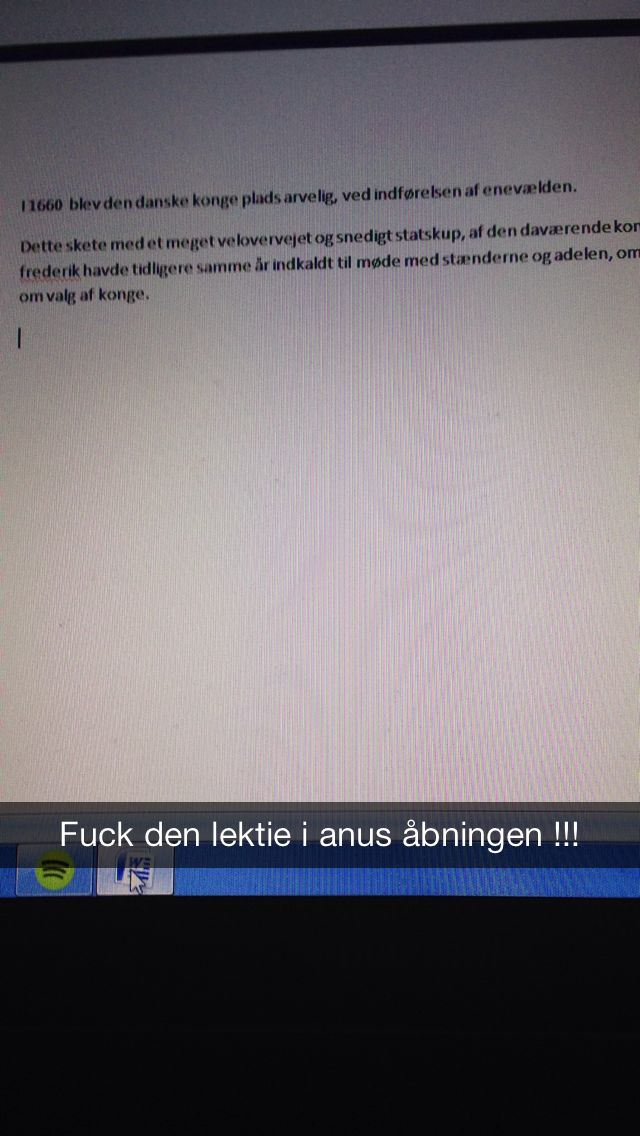 I 1660 blev den danske konge plads arvelig, ved indførelsen af enevælden.
Dette skete med et meget velovervejet og snedigt statskup, af den daværende kon
frederik havde tidligere samme år indkaldt til møde med stænderne og adelen, om
om valg af konge.
Fuck den lektie i anus åbningen !!!